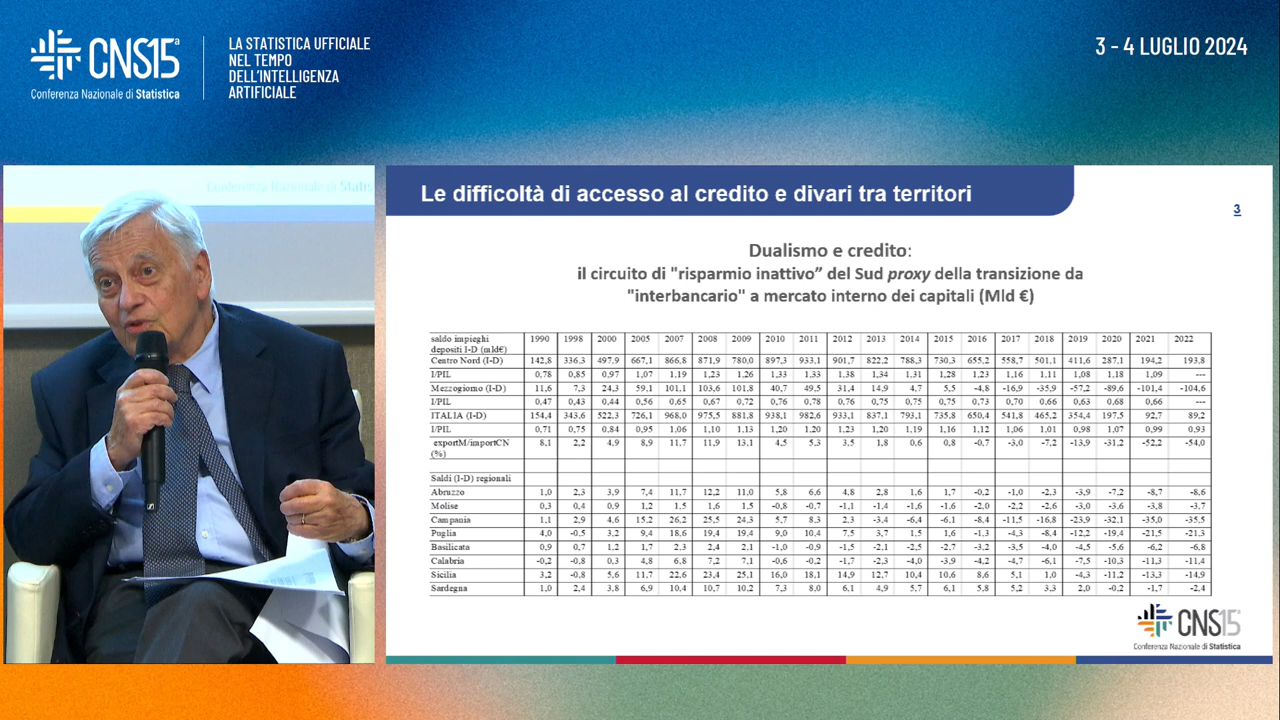 CNS15ª
Conferenza Nazionale di Statistica
LA STATISTICA UFFICIALE
NEL TEMPO
DELL'INTELLIGENZA
ARTIFICIALE
3 - 4 LUGLIO 2024
Conferenza Nazionale di Statis
Le difficoltà di accesso al credito e divari tra territori
3
Dualismo e credito:
il circuito di "risparmio inattivo” del Sud proxy della transizione da
"interbancario" a mercato interno dei capitali (Mld €)
saldo impieghi 1990 1998 2000 2005 2007 2008 2009 2010 2011 2012 2013 2014 2015 2016 2017 2018 2019 2020 2021 2022
depositi I-D (mld€)
Centro Nord (I-D) 142,8 336,3 497,9 667,1 866,8 871,9 780,0 897,3 933,1 901,7 822,2 788,3 730,3 655,2 558,7 501,1 411,6 287,1 194,2 193,8
I/PIL 0,78 0,85 0,97 1,07 1,19 1,23 1,26 1,33 1,33 1,38 1,34 1,31 1,28 1,23 1,16 1,11 1,08 1,18 1,09 ---
Mezzogiorno (I-D) 11,6 7,3 24,3 59,1 101,1 103,6 101,8 40,7 49,5 31,4 14,9 4,7 5,5 -4,8 -16,9 -35,9 -57,2 -89,6 -101,4 -104,6
I/PIL 0,47 0,43 0,44 0,56 0,65 0,67 0,72 0,76 0,78 0,76 0,75 0,75 0,75 0,73 0,70 0,66 0,63 0,68 0,66 ---
ITALIA (I-D) 154,4 343,6 522,3 726,1 968,0 975,5 881,8 938,1 982,6 933,1 837,1 793,1 735,8 650,4 541,8 465,2 354,4 197,5 92,7 89,2
I/PIL 0,71 0,75 0,84 0,95 1,06 1,10 1,13 1,20 1,20 1,23 1,20 1,19 1,16 1,12 1,06 1,01 0,98 1,07 0,99 0,93
exportM/importCN 8,1 2,2 4,9 8,9 11,7 11,9 13,1 4,5 5,3 3,5 1,8 0,6 0,8 -0,7 -3,0 -7,2 -13,9 -31,2 -52,2 -54,0
(%)
Saldi (I-D) regionali
Abruzzo 1,0 2,3 3,9 7,4 11,7 12,2 11,0 5,8 6,6 4,8 2,8 1,6 1,7 -0,2 -1,0 -2,3 -3,9 -7,2 -8,7 -8,6
Molise 0,3 0,4 0,9 1,2 1,5 1,6 1,5 -0,8 -0,7 -1,1 -1,4 -1,6 -1,6 -2,0 -2,2 -2,6 -3,0 -3,6 -3,8 -3,7
Campania 1,1 2,9 4,6 15,2 26,2 25,5 24,3 5,7 8,3 2,3 -3,4 -6,4 -6,1 -8,4 -11,5 -16,8 -23,9 -32,1 -35,0 -35,5
Puglia 4,0 -0,5 3,2 9,4 18,6 19,4 19,4 9,0 10,4 7,5 3,7 1,5 1,6 -1,3 -4,3 -8,4 -12,2 -19,4 -21,5 -21,3
Basilicata 0,9 0,7 1,2 1,7 2,3 2,4 2,1 -1,0 -0,9 -1,5 -2,1 -2,5 -2,7 -3,2 -3,5 -4,0 -4,5 -5,6 -6,2 -6,8
Calabria -0,2 -0,8 0,3 4,8 6,8 7,2 7,1 -0,6 -0,2 -1,7 -2,3 -4,0 -3,9 -4,2 -4,7 -6,1 -7,5 -10,3 -11,3 -11,4
Sicilia 3,2 -0,8 5,6 11,7 22,6 23,4 25,1 16,0 18,1 14,9 12,7 10,4 10,6 8,6 5,1 1,0 -4,3 -11,2 -13,3 -14,9
Sardegna 1,0 2,4 3,8 6,9 10,4 10,7 10,2 7,3 8,0 6,1 4,9 5,7 6,1 5,8 5,2 3,3 2,0 -0,2 -1,7 -2,4
CNS15ª
Conferenza Nazionale di Statistica